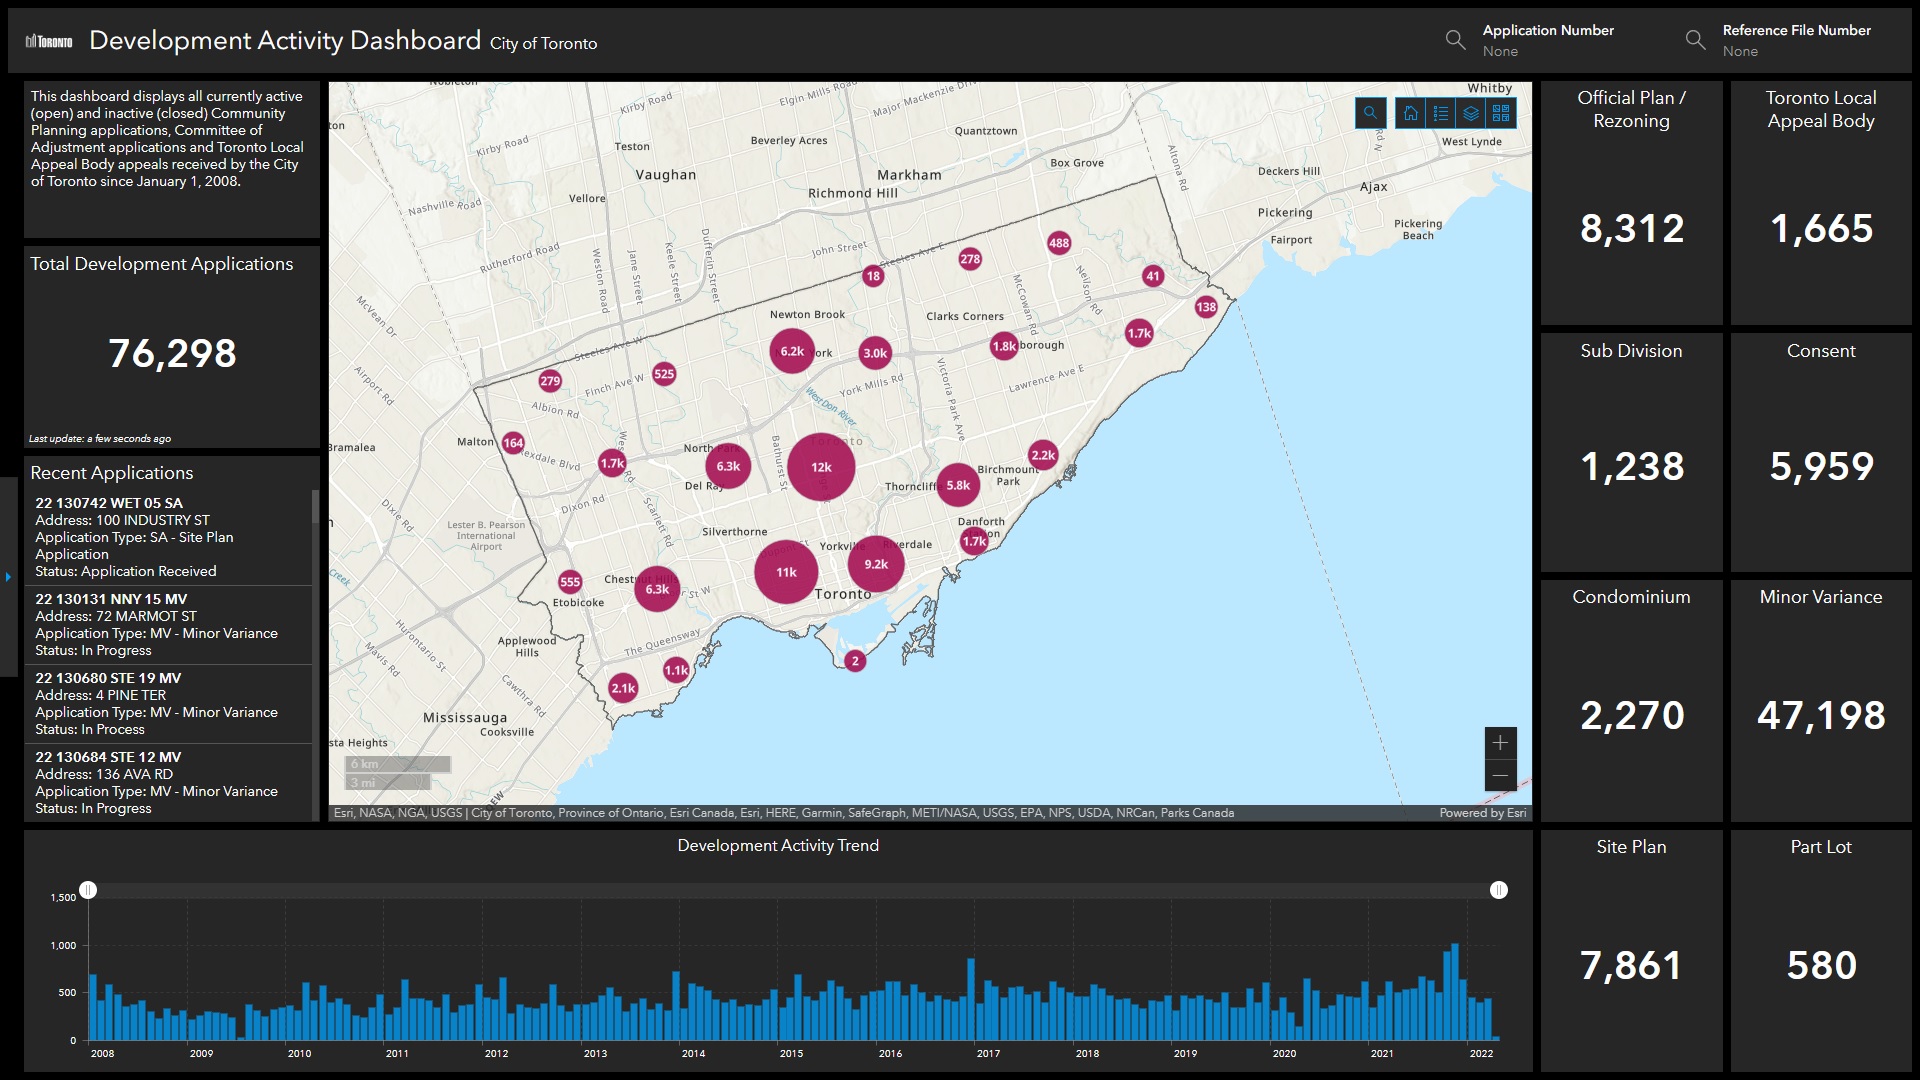 TORONTO
Development Activity Dashboard City of Toronto
Application Number
None
Reference File Number
None
This dashboard displays all currently active
(open) and inactive (closed) Community
Planning applications, Committee of
Adjustment applications and Toronto Local
Appeal Body appeals received by the City
of Toronto since January 1, 2008.
Total Development Applications
76,298
Last update: a few seconds ago
Recent Applications
22 130742 WET 05 SA
Address: 100 INDUSTRY ST
Application Type: SA - Site Plan
Application
Status: Application Received
22 130131 NNY 15 MV
Address: 72 MARMOT ST
Application Type: MV - Minor Variance
Status: In Progress
22 130680 STE 19 MV
Address: 4 PINE TER
Application Type: MV - Minor Variance
Status: In Process
22 130684 STE 12 MV
Address: 136 AVA RD
Application Type: MV - Minor Variance
Status: In Progress
Kirby Road
Elgin Mills Road
Major Mackenzie Dri
Whitby
ton
Kirby Road
Teston
Beverley Acres
Quantztown
Rd N
West Lynde
Vaughan
Markham
Box Grove
Altona Rd
Deckers Hill
Richmond Hill
Ajax
Nashville Road
Vellore
Pickering
Pickering
Beach
Fairport
Rutherford Road
Weston Road
Jane Street
Keele Street
Dufferin Street
John Street
Steeles Ave E
488
278
18
McCowan Rd
Neilson Rd
41
138
McVean Dr
Newton Brook
Clarks Corners
1.7k
Steeles Ave W
6.2k
York
3.0k
1.8k
borough
Airport Rd
279
525
Finch Ave W
York Mills Rd
Victoria Park Ave
Lawrence Ave E
Albion Rd
West Don River
Bramalea
Malton
164
Rexdale Blvd
1.7k
North Park
6.3k
Bathurst St
Toronto
12k
2.2k
Birchmount
Park
Del Ray
Thorncliffe
5.8k
Dixie Rd
Dixon Rd
Scarlett Rd
Lester B. Pearson
International
Airport
Silverthorne
Dupont St
Yorkville
Riverdale
Danforth
1.7k
Creek
555
Chestnut Hills
6.3k
St W
11k
9.2k
Toronto
Etobicoke
Hurontario St
Mavis Rd
Applewood
Hills
The Queensway
1.1k
2
2.1k
Cawthra Rd
Mississauga
Cooksville
sta Heights
6 km
3 mi
Esri, NASA, NGA, USGS | City of Toronto, Province of Ontario, Esri Canada, Esri, HERE, Garmin, SafeGraph, METI/NASA, USGS, EPA, NPS, USDA, NRCan, Parks Canada
Powered by Esri
Official Plan /
Rezoning
8,312
Toronto Local
Appeal Body
1,665
Sub Division
1,238
Consent
5,959
Condominium
2,270
Minor Variance
47,198
Site Plan
7,861
Part Lot
580
Development Activity Trend
1,500
1,000
500
0
2008
2009
2010
2011
2012
2013
2014
2015
2016
2017
2018
2019
2020
2021
2022